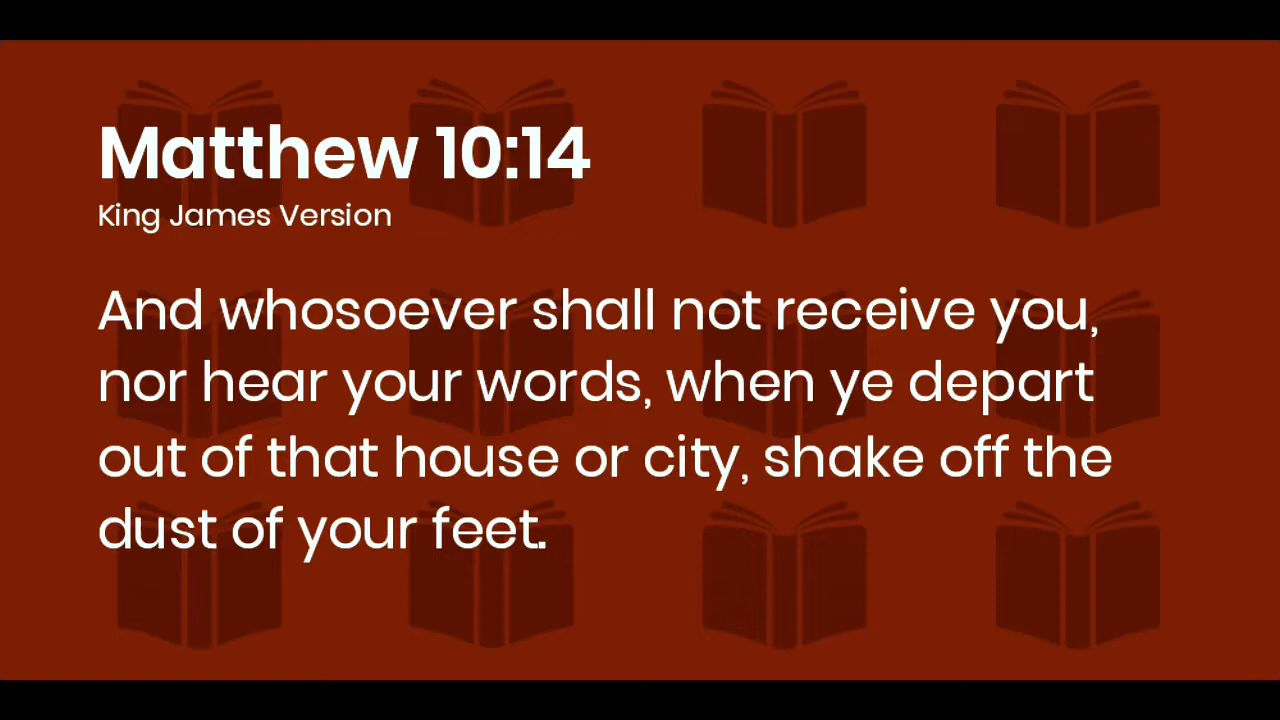 Matthew 10:14
King James Version
And whosoever shall not receive you,
nor hear your words, when ye depart
out of that house or city, shake off the
dust of your feet.